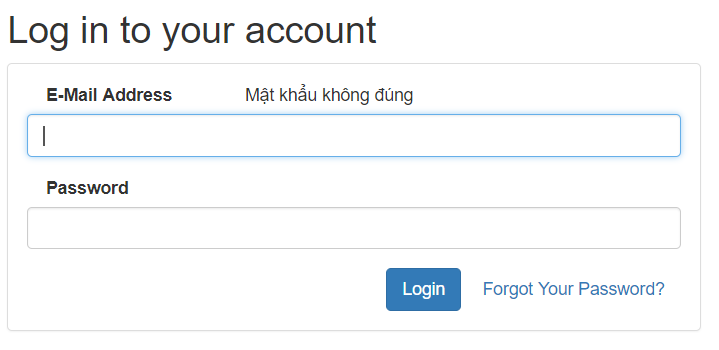 Log in to your account
E-Mail Address Mật khẩu không đúng
Password
Login Forgot Your Password?